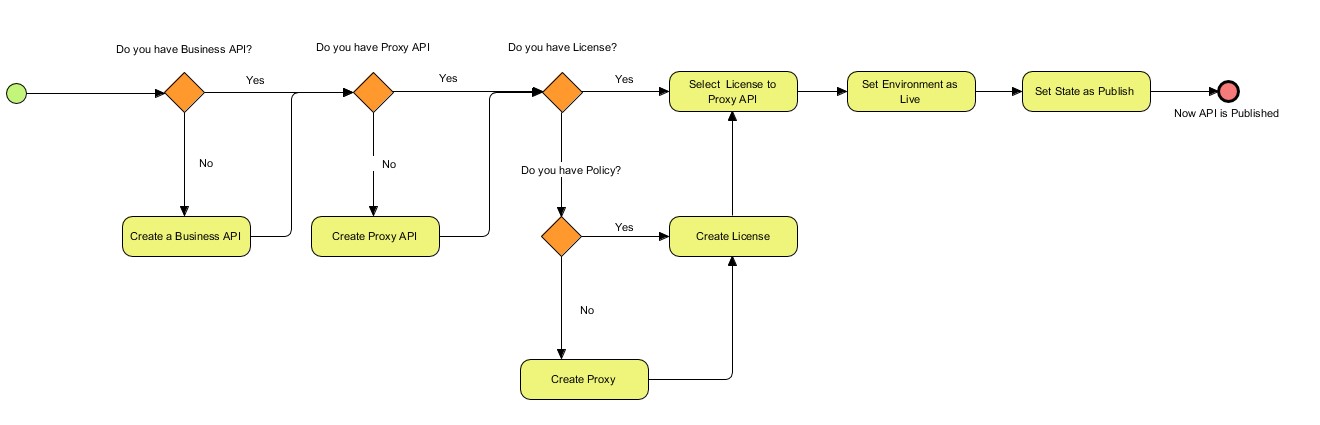 Do you have Business API?
Do you have Proxy API
Do you have License?
Yes
Yes
Yes
Select License to
Proxy API
Set Environment as
Live
Set State as Publish
Now API is Published
No
No
Do you have Policy?
Create a Business API
Create Proxy API
Yes
Create License
No
Create Proxy